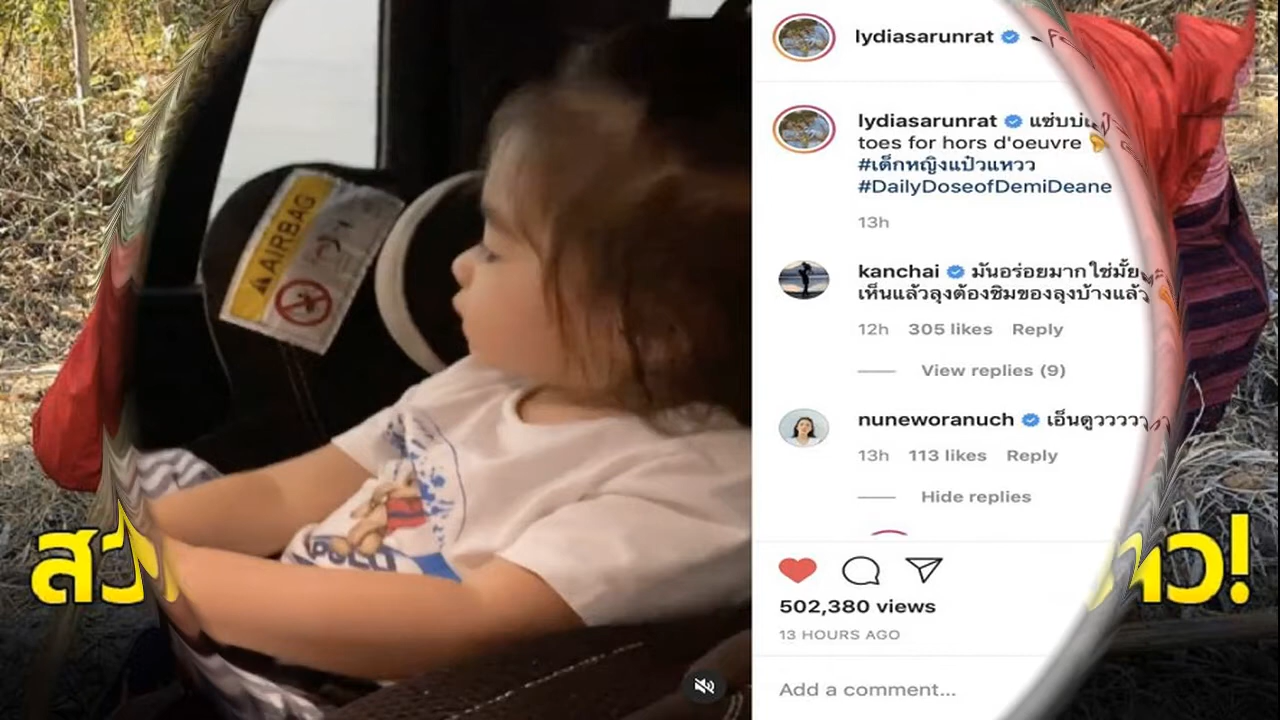 AIRBAG
POLO
lydiasarunrat
lydiasarunrat แซ่บบ่
toes for hors d'oeuvre
#เด็กหญิงแป๋วแหวว
#DailyDoseofDemiDeane
13h
kanchai มันอร่อยมากใช่มั้ย
เห็นแล้วลุงต้องชิมของลุงบ้างแล้ว
12h 305 likes Reply
View replies (9)
nuneworanuch เอ็นดูววววว
13h 113 likes Reply
Hide replies
502,380 views
13 HOURS AGO
Add a comment...